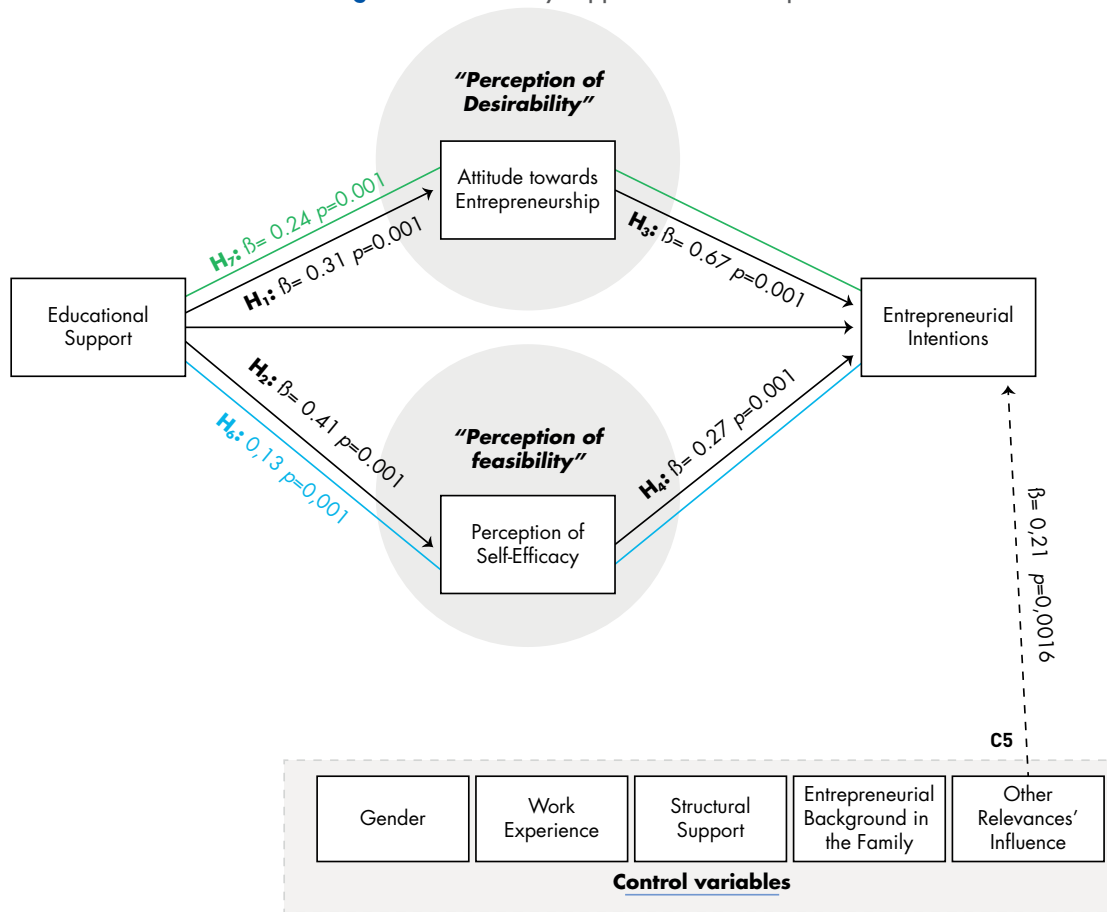 "Perception of
Desirability"
Attitude towards
Entrepreneurship
H₇: β= 0.24 p=0.001
H₁: β= 0.31 p=0.001
H₃: β= 0.67 p=0.001
Educational
Support
Entrepreneurial
Intentions
H₂: β= 0.41 p=0.001
H₆: 0,13 p=0,001
"Perception of
feasibility"
H₄: β= 0.27 p=0.001
Perception of
Self-Efficacy
β= 0,21 p=0,0016
C5
Gender
Work
Experience
Structural
Support
Entrepreneurial
Background in
the Family
Other
Relevances'
Influence
Control variables